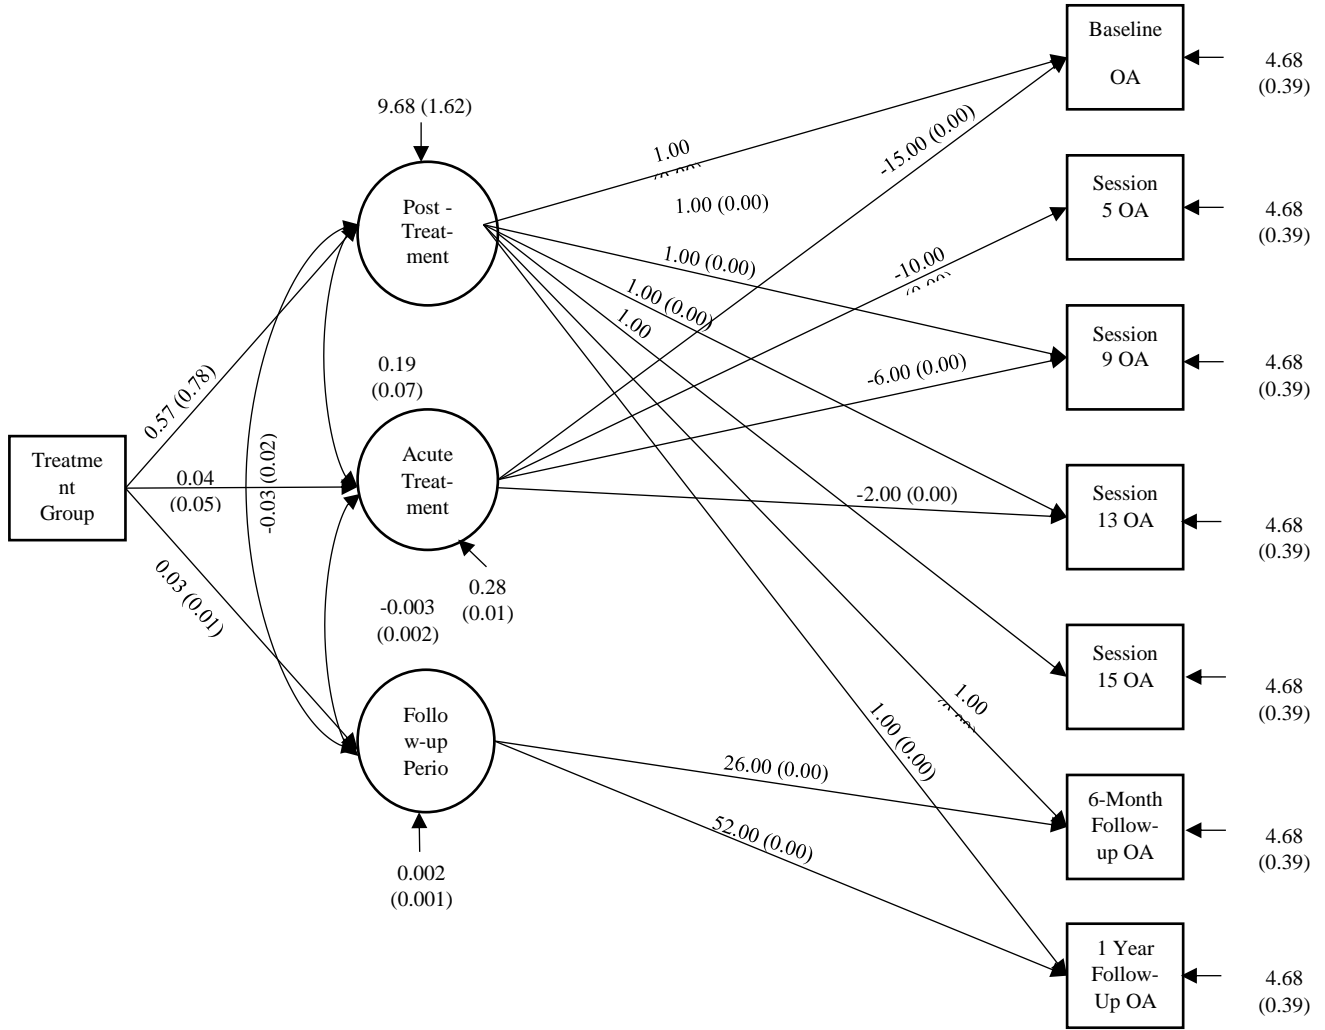 Baseline
OA
4.68
(0.39)
9.68 (1.62)
1.00
-15.00 (0.00)
Session
5 OA
4.68
(0.39)
Post -
Treat-
ment
1.00 (0.00)
1.00 (0.00)
-10.00
1.00 (0.00)
1.00
Session
9 OA
4.68
(0.39)
0.19
(0.07)
-6.00 (0.00)
0.57 (0.78)
Treatme
nt
Group
0.04
(0.05)
-0.03 (0.02)
Acute
Treat-
ment
-2.00 (0.00)
Session
13 OA
4.68
(0.39)
0.03 (0.01)
0.28
(0.01)
-0.003
(0.002)
Session
15 OA
4.68
(0.39)
Follo
w-up
Perio
1.00
1.00 (0.00)
26.00 (0.00)
52.00 (0.00)
6-Month
Follow-
up OA
4.68
(0.39)
0.002
(0.001)
1 Year
Follow-
Up OA
4.68
(0.39)